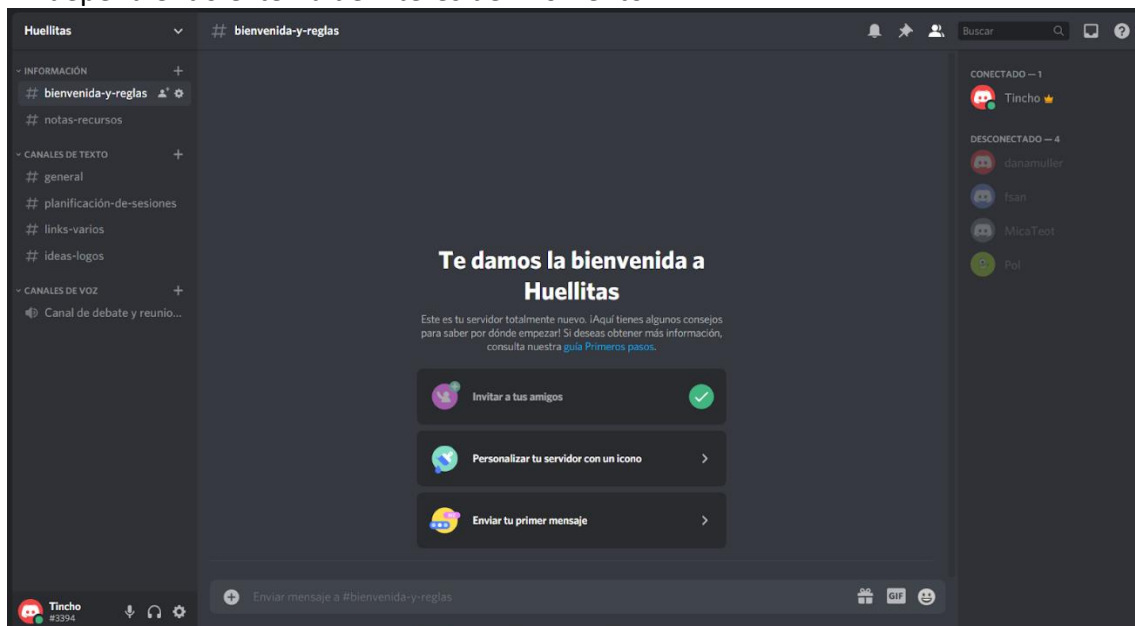 Huellitas
bienvenida-y-reglas
Buscar
INFORMACIÓN
bienvenida-y-reglas
notas-recursos
CANALES DE TEXTO
general
planificación-de-sesiones
links-varios
ideas-logos
CANALES DE VOZ
Canal de debate y reunio...
Te damos la bienvenida a
Huellitas
Este es tu servidor totalmente nuevo. ¡Aquí tienes algunos consejos
para saber por dónde empezar! Si deseas obtener más información,
consulta nuestra guía Primeros pasos.
Invitar a tus amigos
Personalizar tu servidor con un icono
Enviar tu primer mensaje
Enviar mensaje a #bienvenida-y-reglas
GIF
Tincho
#3394
CONECTADO — 1
Tincho
DESCONECTADO — 4
danamuller
fsan
MicaTeot
Pol